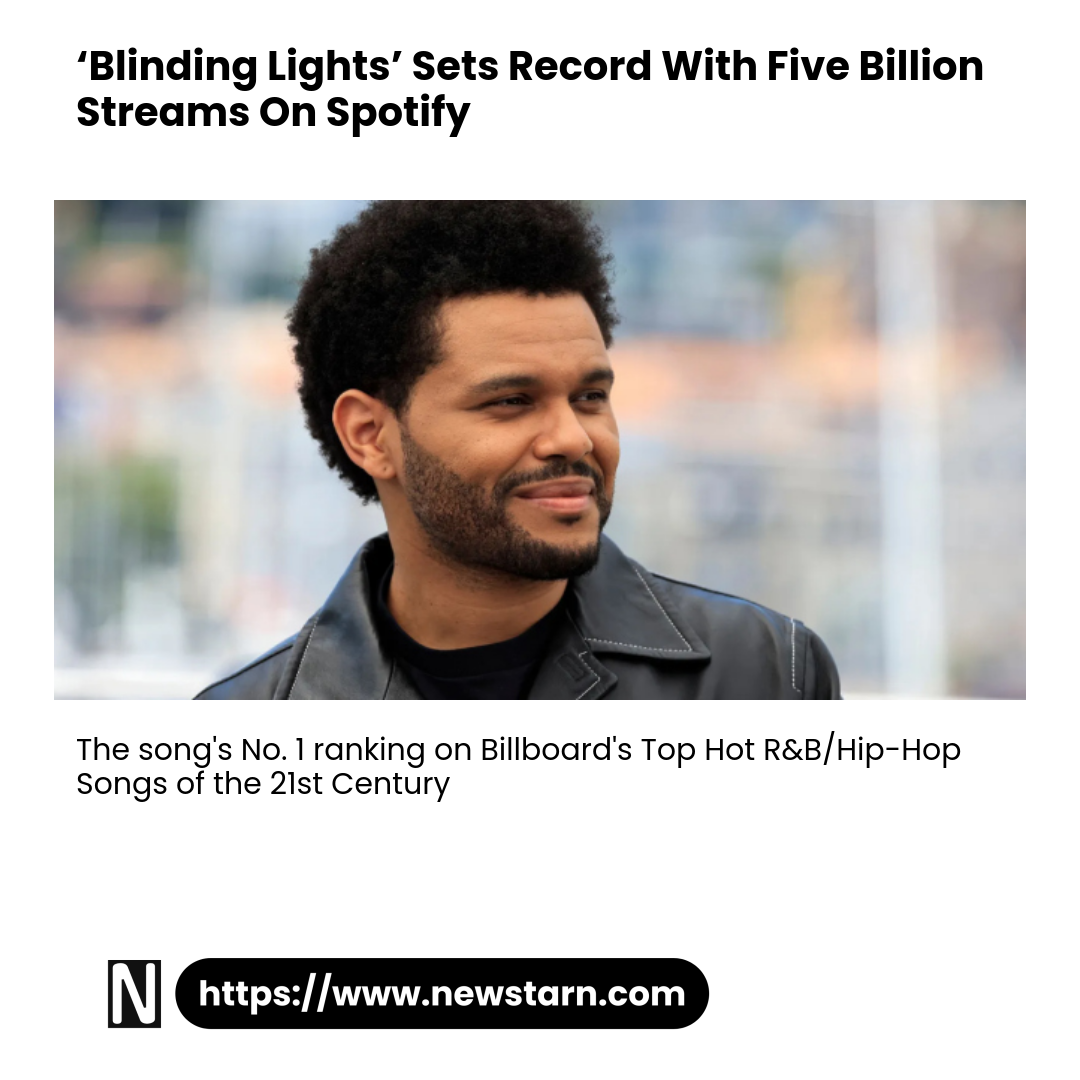 ‘Blinding Lights’ Sets Record With Five Billion
Streams On Spotify
The song's No. 1 ranking on Billboard's Top Hot R&B/Hip-Hop
Songs of the 21st Century
N
https://www.newstarn.com